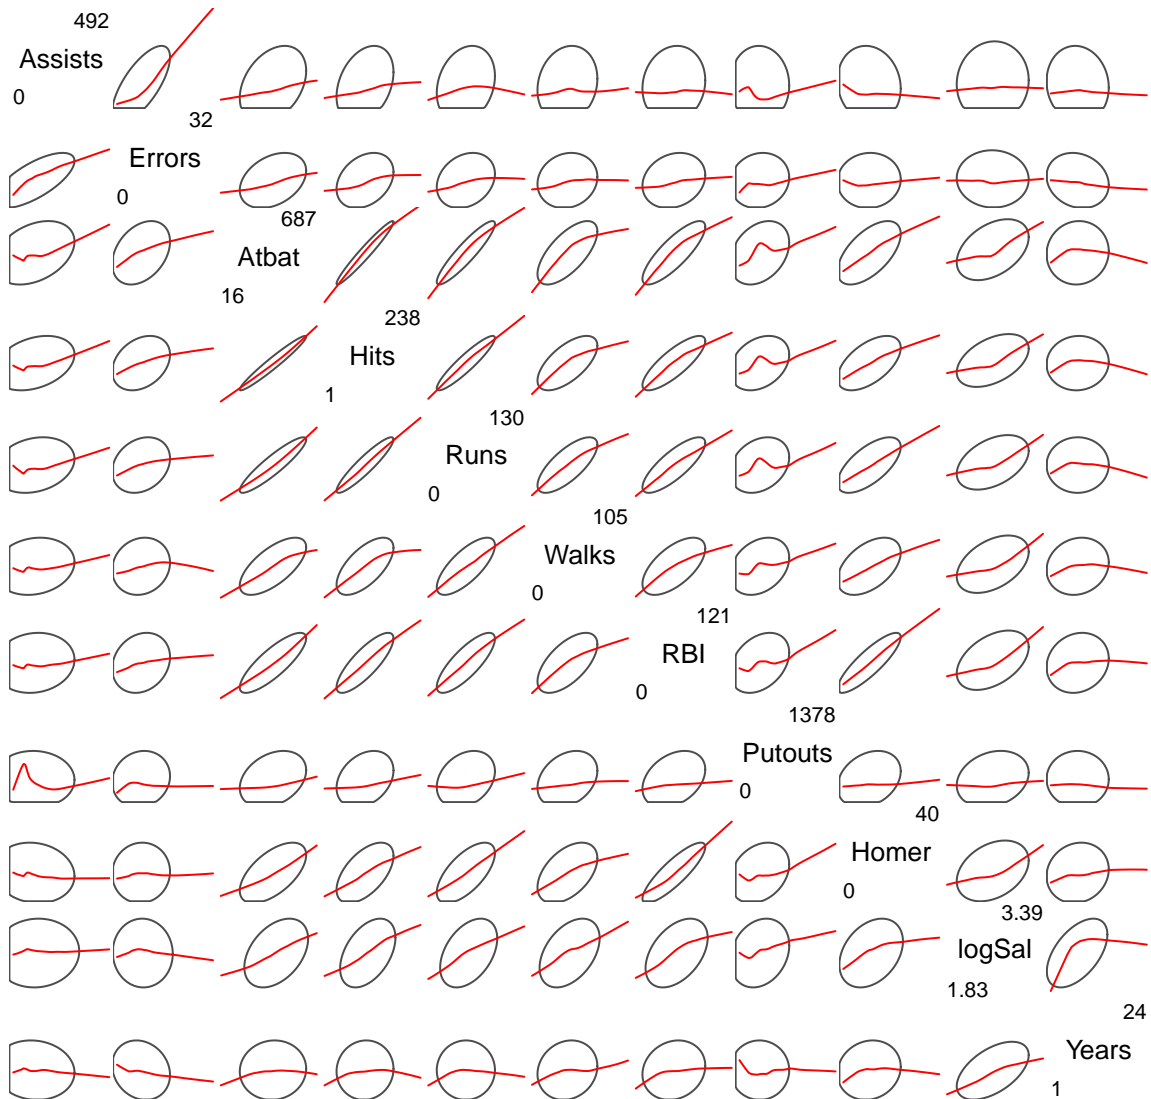 492
Assists
0
32
Errors
0
687
Atbat
16
238
Hits
1
130
Runs
0
105
Walks
0
121
RBI
0
1378
Putouts
0
40
Homer
0
3.39
logSal
1.83
24
Years
1